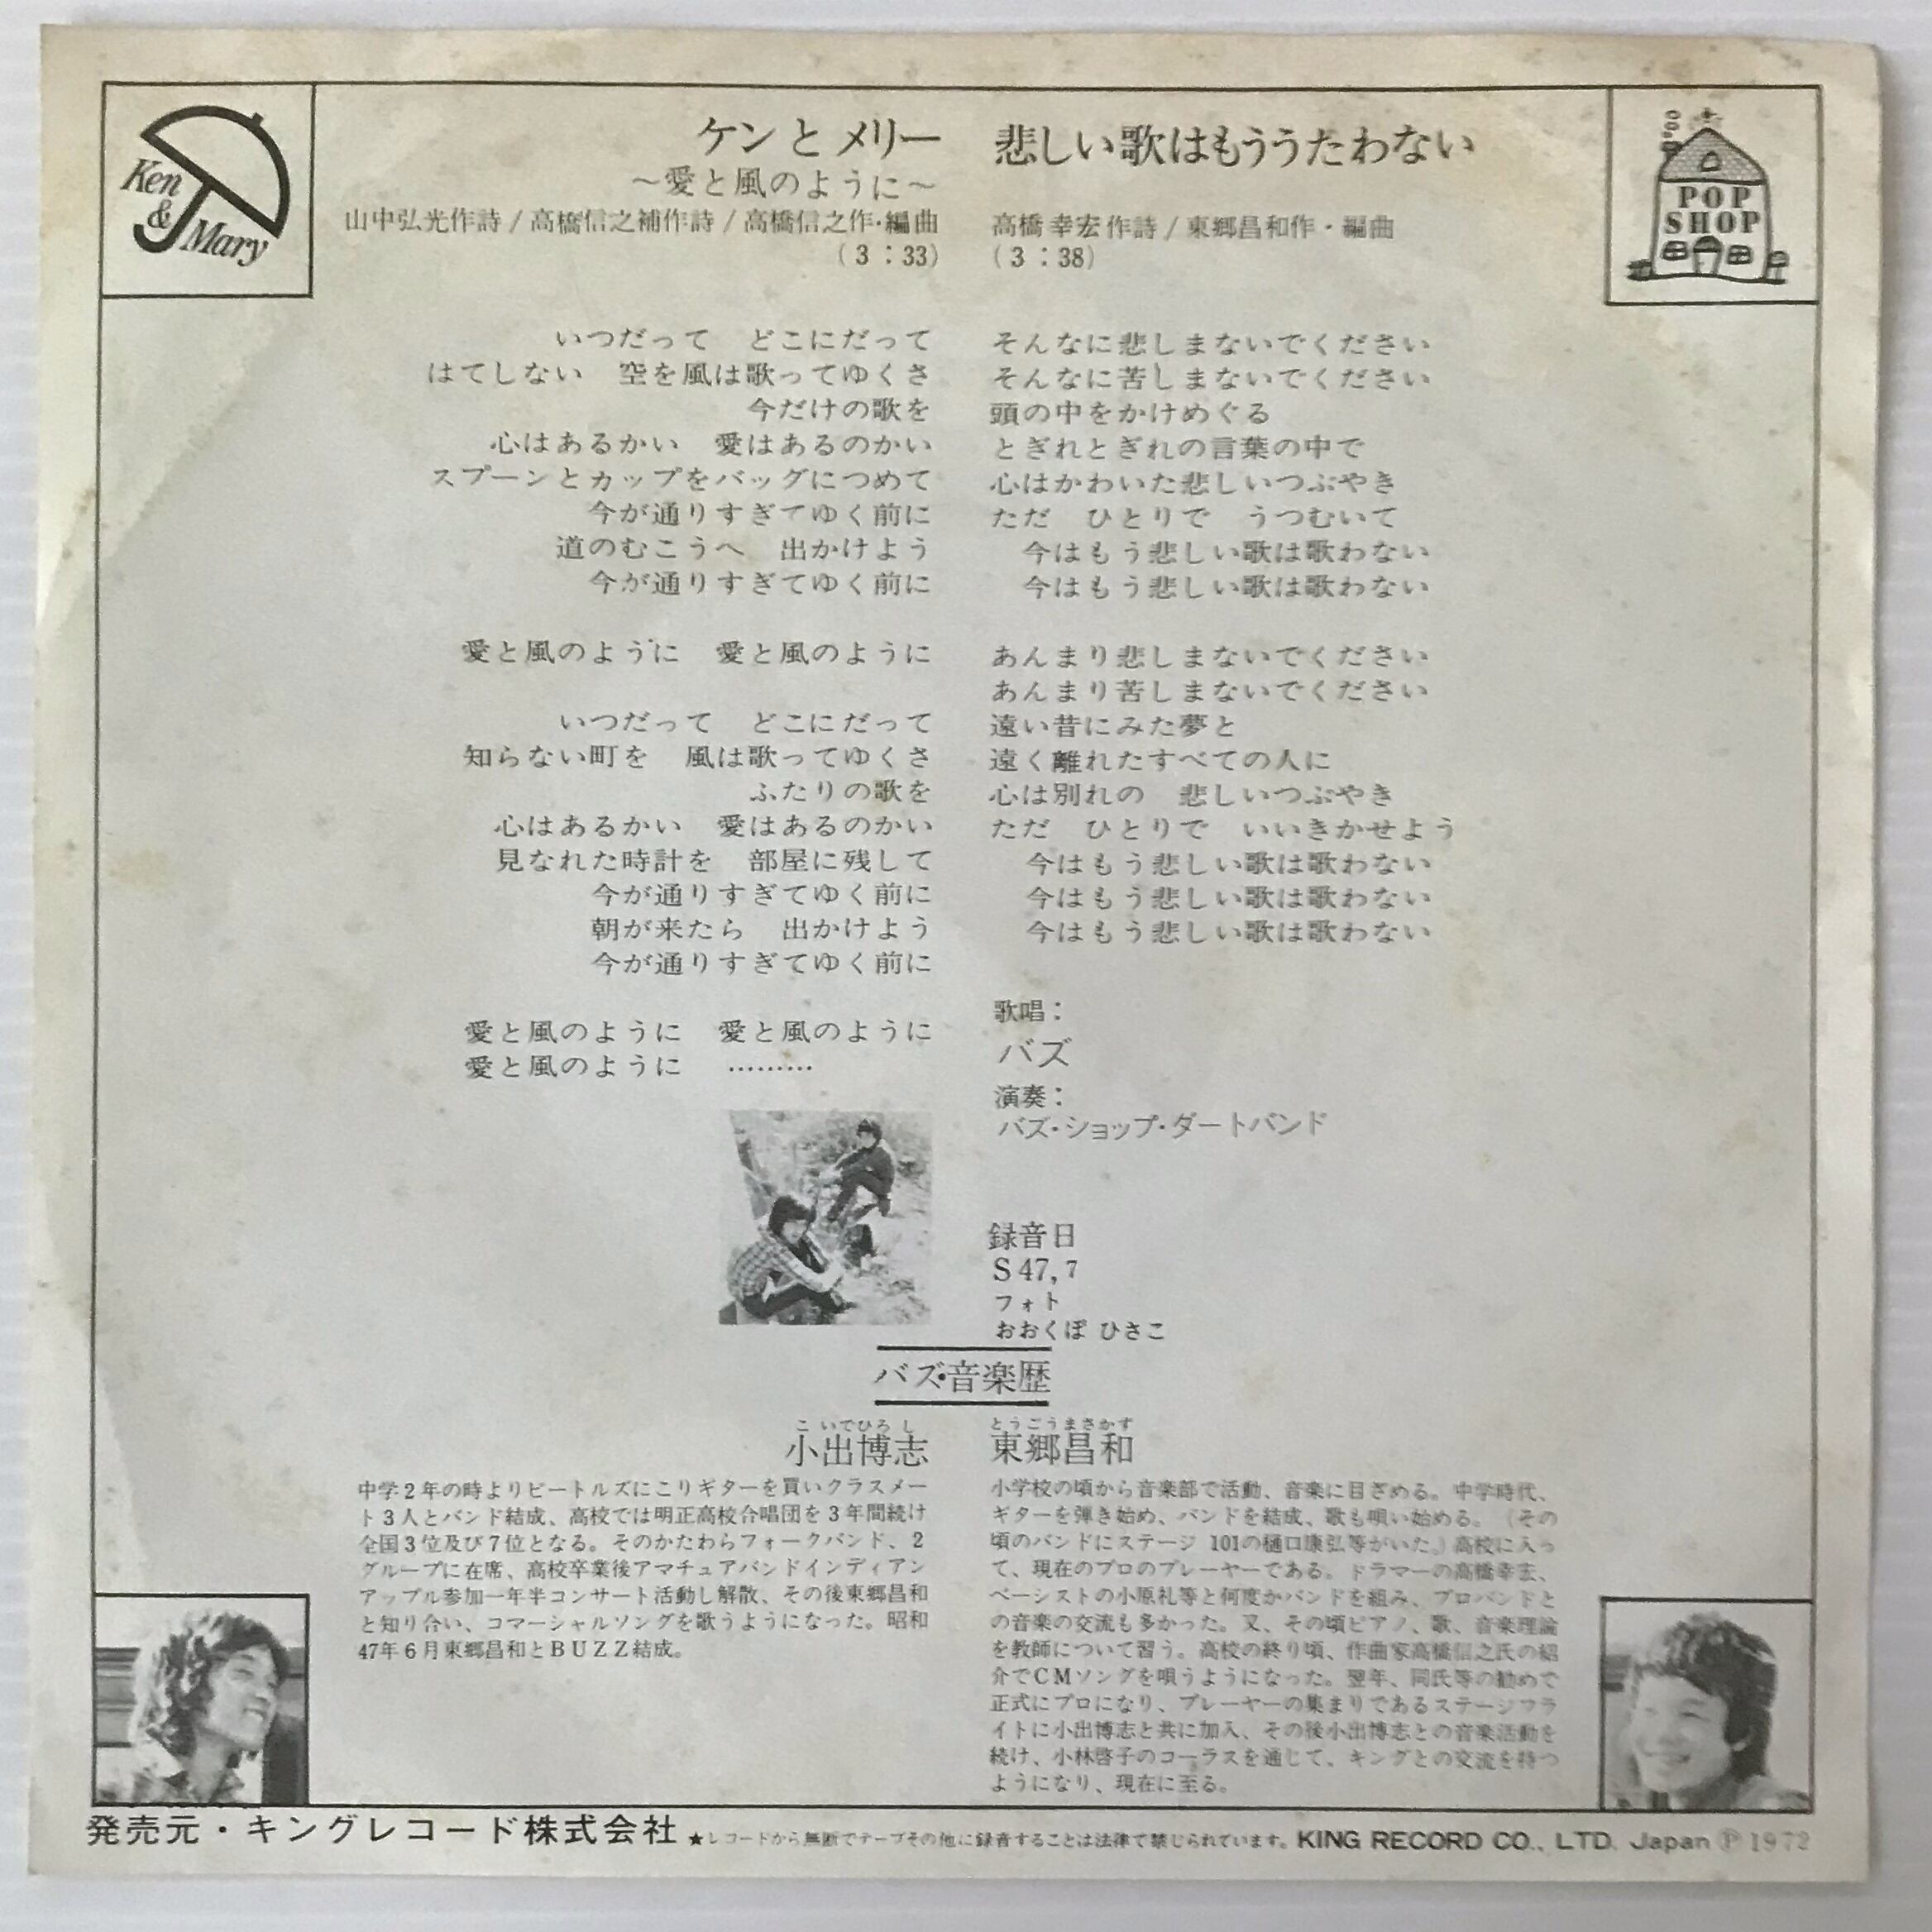 Ken
&
Mary
ケンとメリー
〜愛と風のように〜
山中弘光作詩/高橋信之補作詩/高橋信之作・編曲
(3:33)
いつだって　どこにだって
はてしない　空を風は歌ってゆくさ
今だけの歌を
心はあるかい　愛はあるのかい
スプーンとカップをバッグにつめて
今が通りすぎてゆく前に
道のむこうへ　出かけよう
今が通りすぎてゆく前に
愛と風のように　愛と風のように
いつだって　どこにだって
知らない町を　風は歌ってゆくさ
ふたりの歌を
心はあるかい　愛はあるのかい
見なれた時計を　部屋に残して
今が通りすぎてゆく前に
朝が来たら　出かけよう
今が通りすぎてゆく前に
愛と風のように　愛と風のように
愛と風のように　………
悲しい歌はもううたわない
高橋幸宏作詩/東郷昌和作・編曲
(3:38)
そんなに悲しまないでください
そんなに苦しまないでください
頭の中をかけめぐる
とぎれとぎれの言葉の中で
心はかわいた悲しいつぶやき
ただ　ひとりで　うつむいて
今はもう悲しい歌は歌わない
今はもう悲しい歌は歌わない
あんまり悲しまないでください
あんまり苦しまないでください
遠い昔にみた夢と
遠く離れたすべての人に
心は別れの　悲しいつぶやき
ただ　ひとりで　いいきかせよう
今はもう悲しい歌は歌わない
今はもう悲しい歌は歌わない
今はもう悲しい歌は歌わない
歌唱:
バズ
演奏:
バズ・ショップ・ダートバンド
録音日
S47,7
フォト
おおくぼ ひさこ
POP
SHOP
バズ・音楽歴
こいでひろし
小出博志
中学2年の時よりビートルズにこりギターを買いクラスメー
ト3人とバンド結成、高校では明正高校合唱団を3年間続け
全国3位及び7位となる。そのかたわらフォークバンド、2
グループに在席、高校卒業後アマチュアバンドインディアン
アップル参加一年半コンサート活動し解散、その後東郷昌和
と知り合い、コマーシャルソングを歌うようになった。昭和
47年6月東郷昌和とBUZZ結成。
とうごうまさかず
東郷昌和
小学校の頃から音楽部で活動、音楽に目ざめる。中学時代、
ギターを弾き始め、バンドを結成、歌も唄い始める。(その
頃のバンドにステージ 101の樋口康弘等がいた。)高校に入っ
て、現在のプロのプレーヤーである。ドラマーの高橋幸宏、
ベーシストの小原礼等と何度かバンドを組み、プロバンドと
の音楽の交流も多かった。又、その頃ピアノ、歌、音楽理論
を教師について習う。高校の終り頃、作曲家高橋信之氏の紹
介でCMソングを唄うようになった。翌年、同氏等の勧めで
正式にプロになり、プレーヤーの集まりであるステージフラ
イトに小出博志と共に加入、その後小出博志との音楽活動を
続け、小林啓子のコーラスを通じて、キングとの交流を持つ
ようになり、現在に至る。
発売元・キングレコード株式会社 ★レコードから無断でテープその他に録音することは法律で禁じられています。KING RECORD CO., LTD. Japan Ⓟ 1972